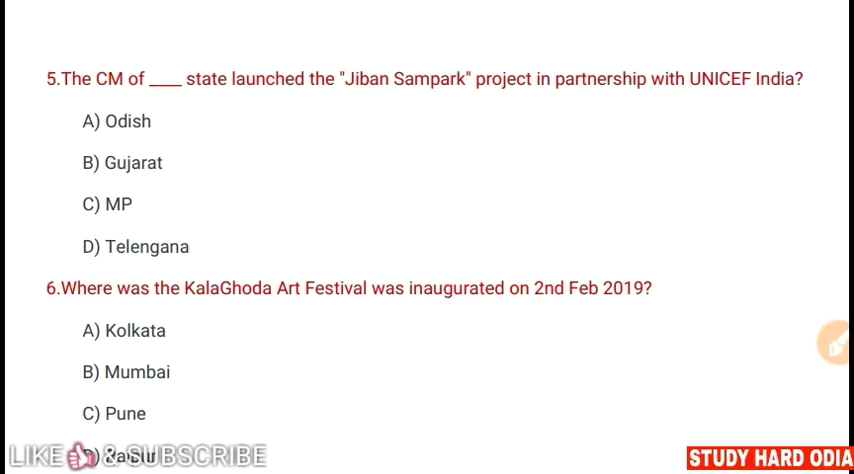 5.The CM of ____ state launched the "Jiban Sampark" project in partnership with UNICEF India?
A) Odish
B) Gujarat
C) MP
D) Telengana
6.Where was the KalaGhoda Art Festival was inaugurated on 2nd Feb 2019?
A) Kolkata
B) Mumbai
C) Pune
LIKE & SUBSCRIBE
STUDY HARD ODIA